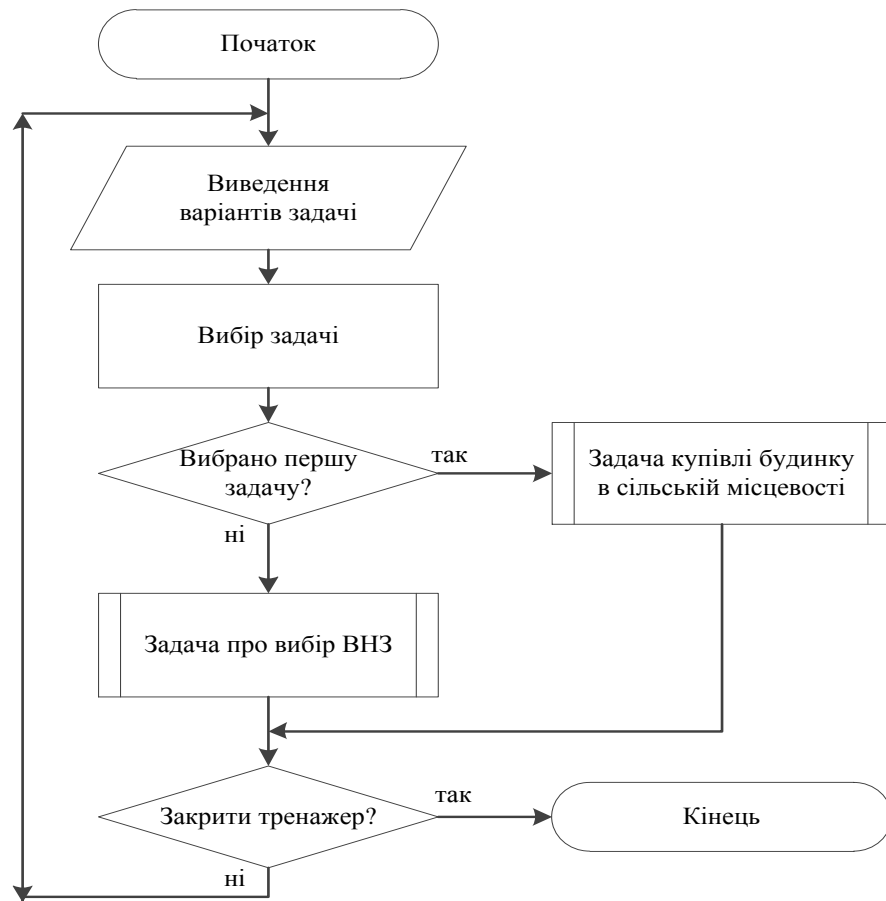 Початок
Виведення
варіантів задачі
Вибір задачі
Вибрано першу
задачу?
так
Задача купівлі будинку
в сільській місцевості
ні
Задача про вибір ВНЗ
Закрити тренажер?
так
Кінець
ні